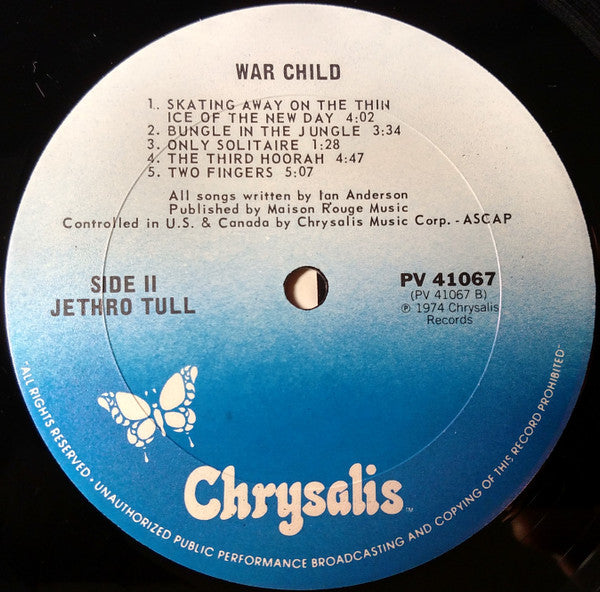 WAR CHILD
1. SKATING AWAY ON THE THIN
ICE OF THE NEW DAY 4:02
2. BUNGLE IN THE JUNGLE 3:34
3. ONLY SOLITAIRE 1:28
4. THE THIRD HOORAH 4:47
5. TWO FINGERS 5:07
All songs written by Ian Anderson
Published by Maison Rouge Music
Controlled in U.S. & Canada by Chrysalis Music Corp. - ASCAP
SIDE II
JETHRO TULL
PV 41067
(PV 41067 B)
℗ 1974 Chrysalis
Records
Chrysalis™
"ALL RIGHTS RESERVED • UNAUTHORIZED PUBLIC PERFORMANCE BROADCASTING AND COPYING OF THIS RECORD PROHIBITED"